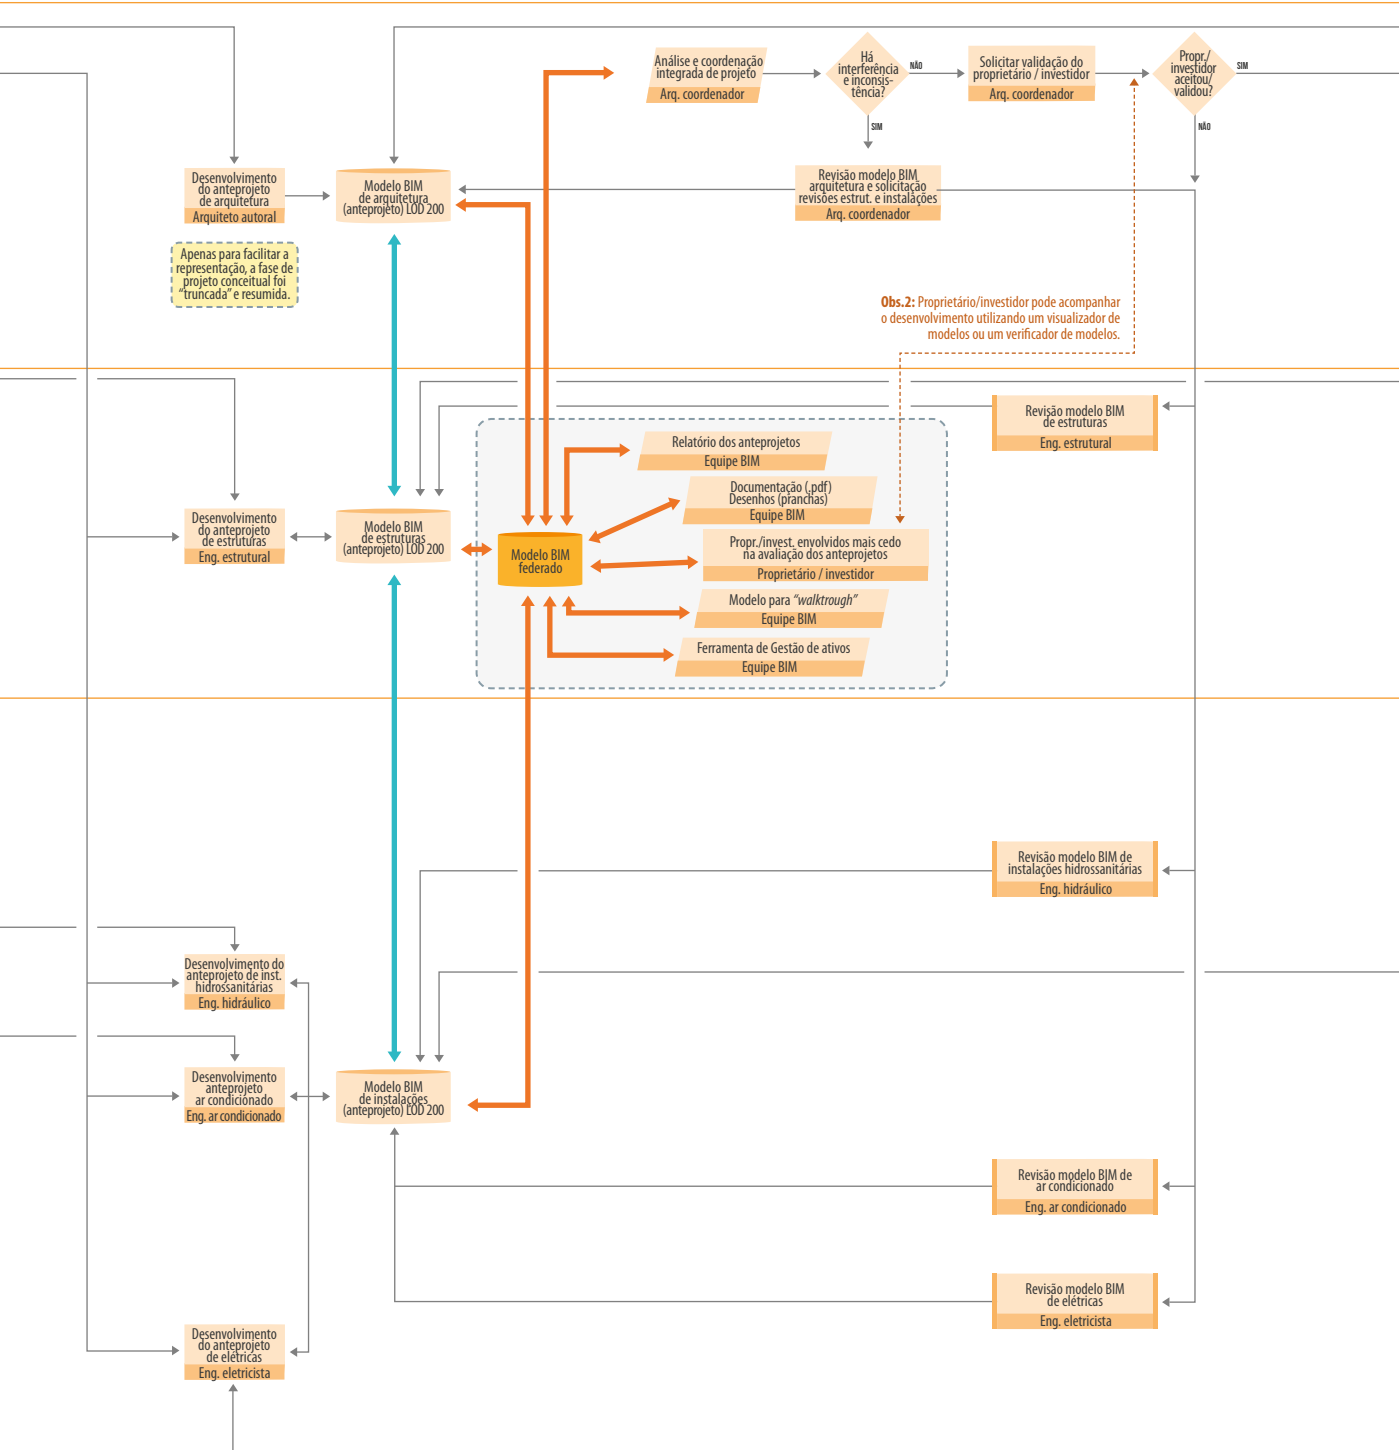 Análise e coordenação
integrada de projeto
Arq. coordenador
Há
interferência
e inconsis-
tência?
NÃO
SIM
Solicitar validação do
proprietário / investidor
Arq. coordenador
Propr./
investidor
aceitou/
validou?
SIM
NÃO
Desenvolvimento
do anteprojeto
de arquitetura
Arquiteto autoral
Modelo BIM
de arquitetura
(anteprojeto) LOD 200
Revisão modelo BIM
arquitetura e solicitação
revisões estrut. e instalações
Arq. coordenador
Apenas para facilitar a
representação, a fase de
projeto conceitual foi
“truncada” e resumida.
Obs.2: Proprietário/investidor pode acompanhar
o desenvolvimento utilizando um visualizador de
modelos ou um verificador de modelos.
Revisão modelo BIM
de estruturas
Eng. estrutural
Relatório dos anteprojetos
Equipe BIM
Documentação (.pdf)
Desenhos (pranchas)
Equipe BIM
Desenvolvimento
do anteprojeto
de estruturas
Eng. estrutural
Modelo BIM
de estruturas
(anteprojeto) LOD 200
Modelo BIM
federado
Propr./invest. envolvidos mais cedo
na avaliação dos anteprojetos
Proprietário / investidor
Modelo para “walktrough”
Equipe BIM
Ferramenta de Gestão de ativos
Equipe BIM
Revisão modelo BIM de
instalações hidrossanitárias
Eng. hidráulico
Desenvolvimento do
anteprojeto de inst.
hidrossanitárias
Eng. hidráulico
Desenvolvimento
anteprojeto
ar condicionado
Eng. ar condicionado
Modelo BIM
de instalações
(anteprojeto) LOD 200
Revisão modelo BIM de
ar condicionado
Eng. ar condicionado
Revisão modelo BIM
de elétricas
Eng. eletricista
Desenvolvimento
do anteprojeto
de elétricas
Eng. eletricista